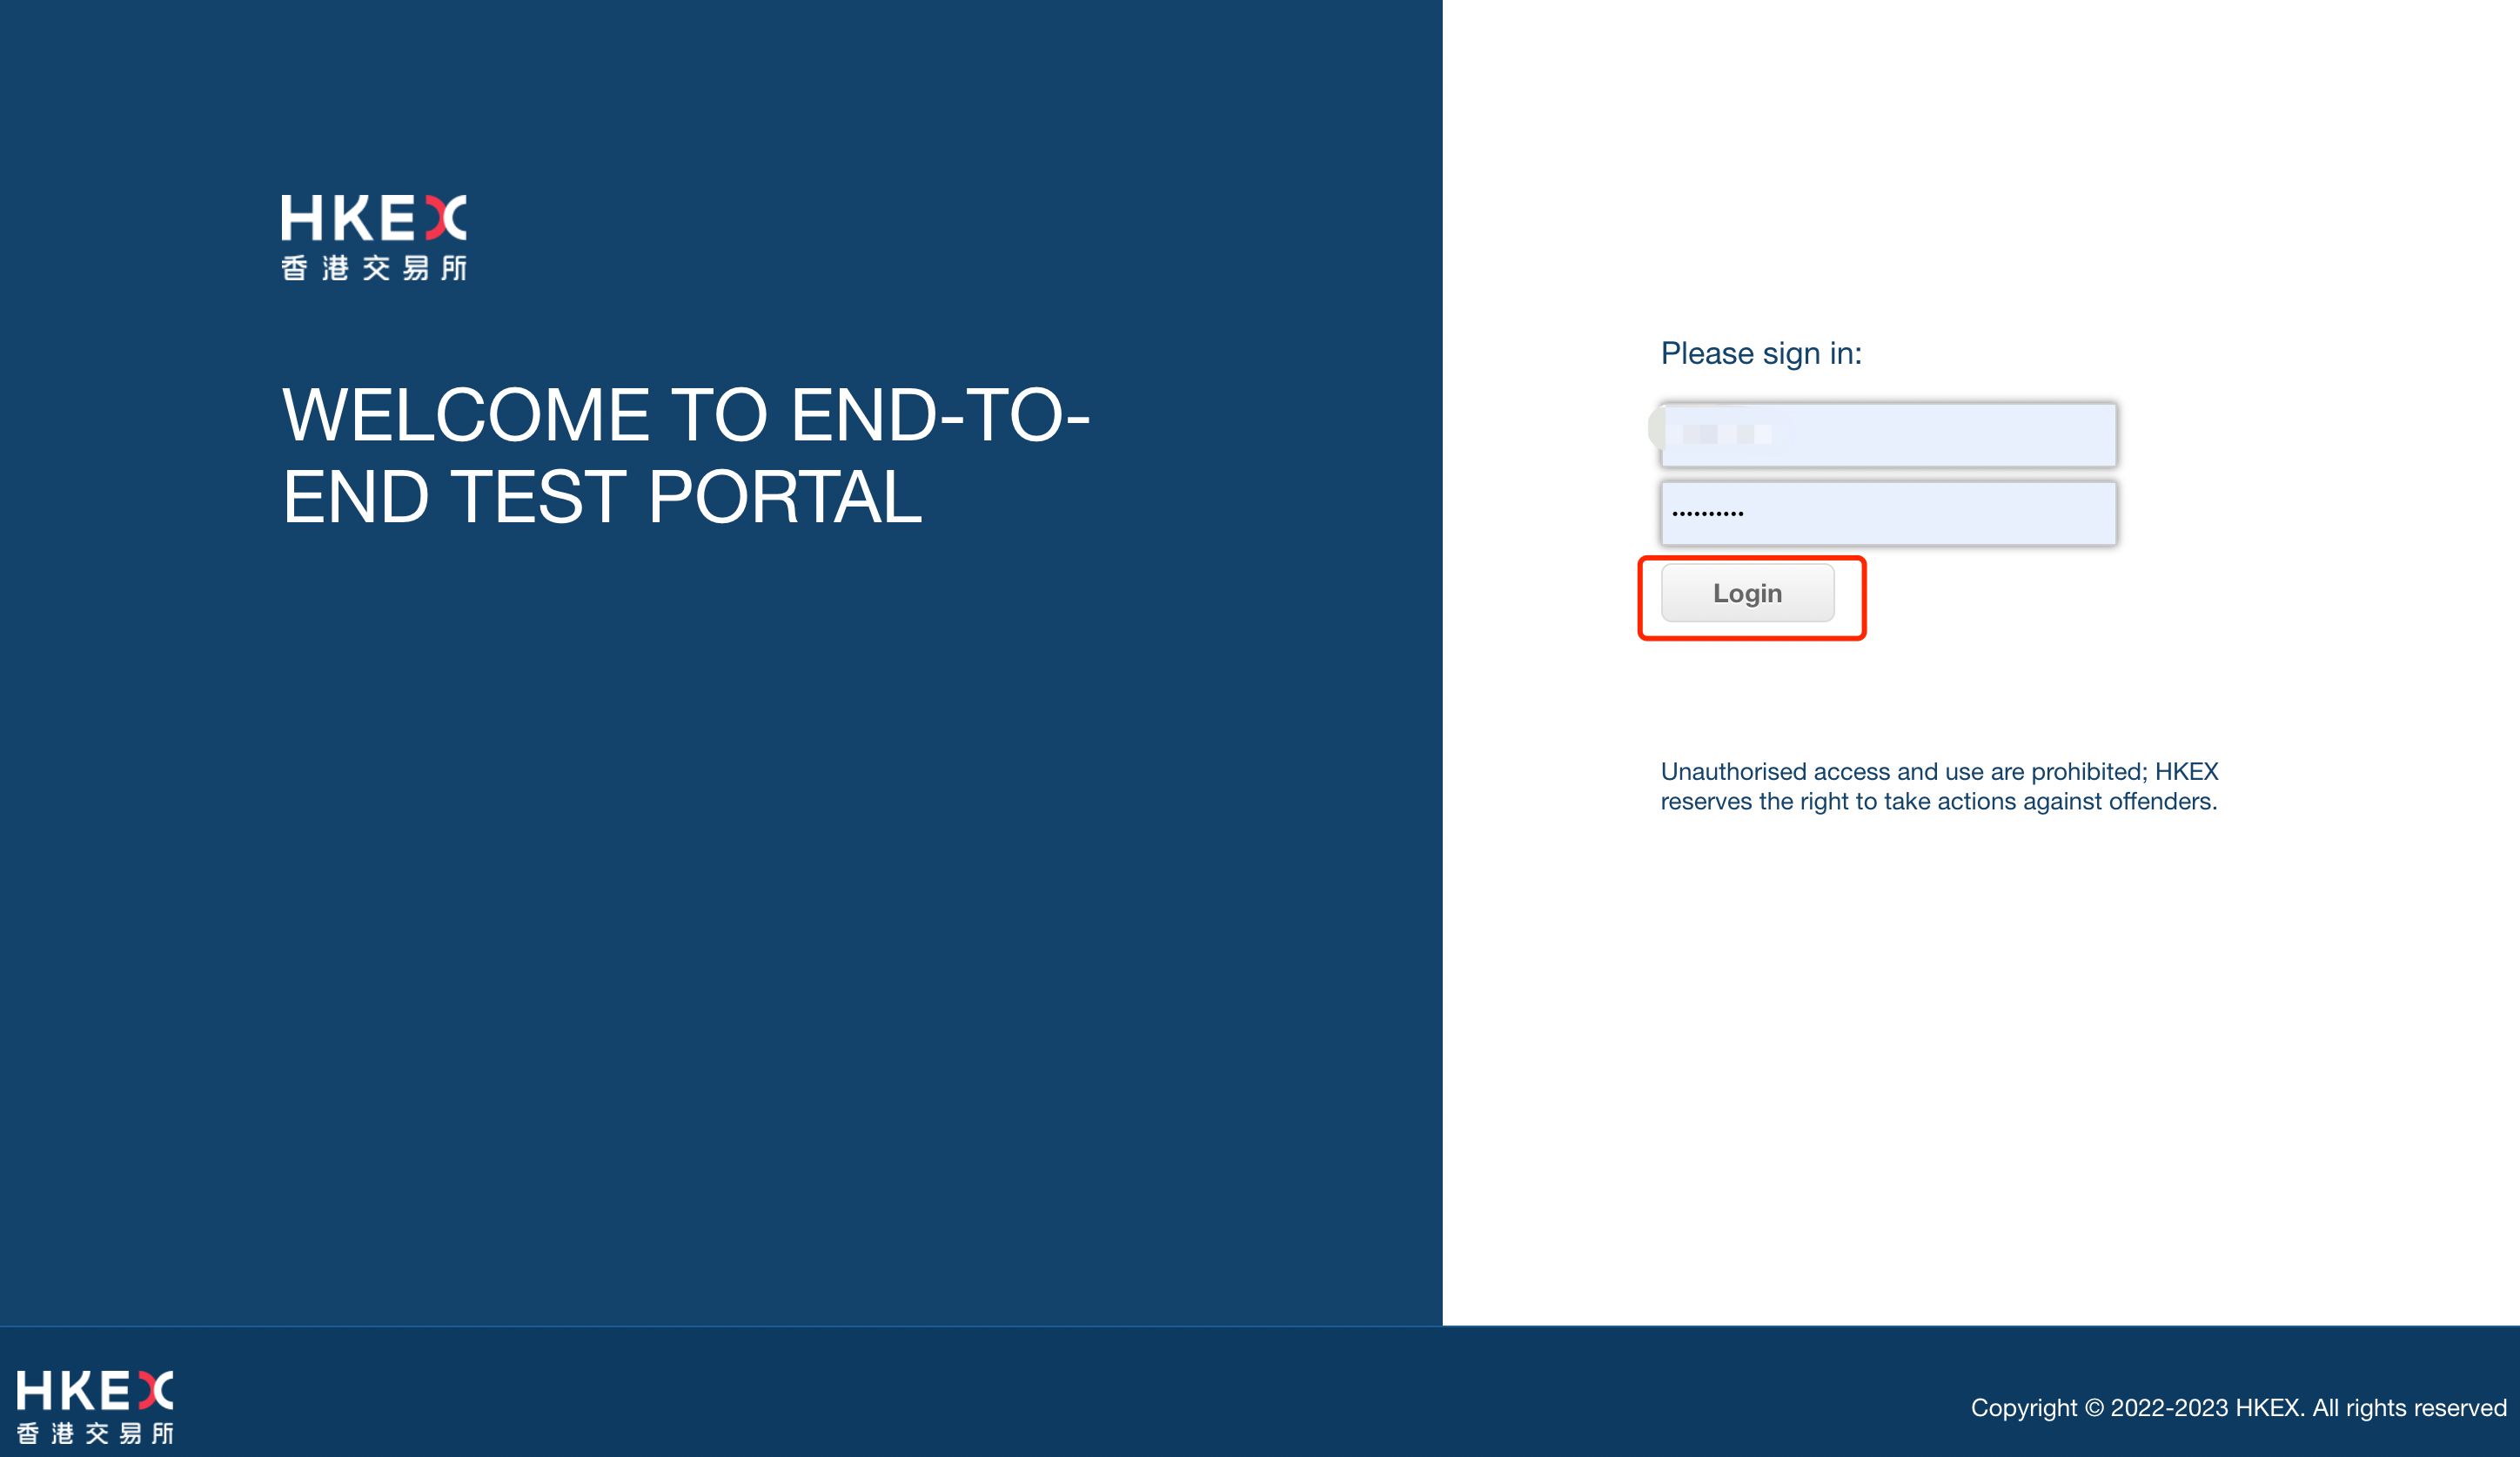 HKEX
香港交易所
WELCOME TO END-TO-
END TEST PORTAL
Please sign in:
••••••••••
Login
Unauthorised access and use are prohibited; HKEX
reserves the right to take actions against offenders.
HKEX
香港交易所
Copyright © 2022-2023 HKEX. All rights reserved